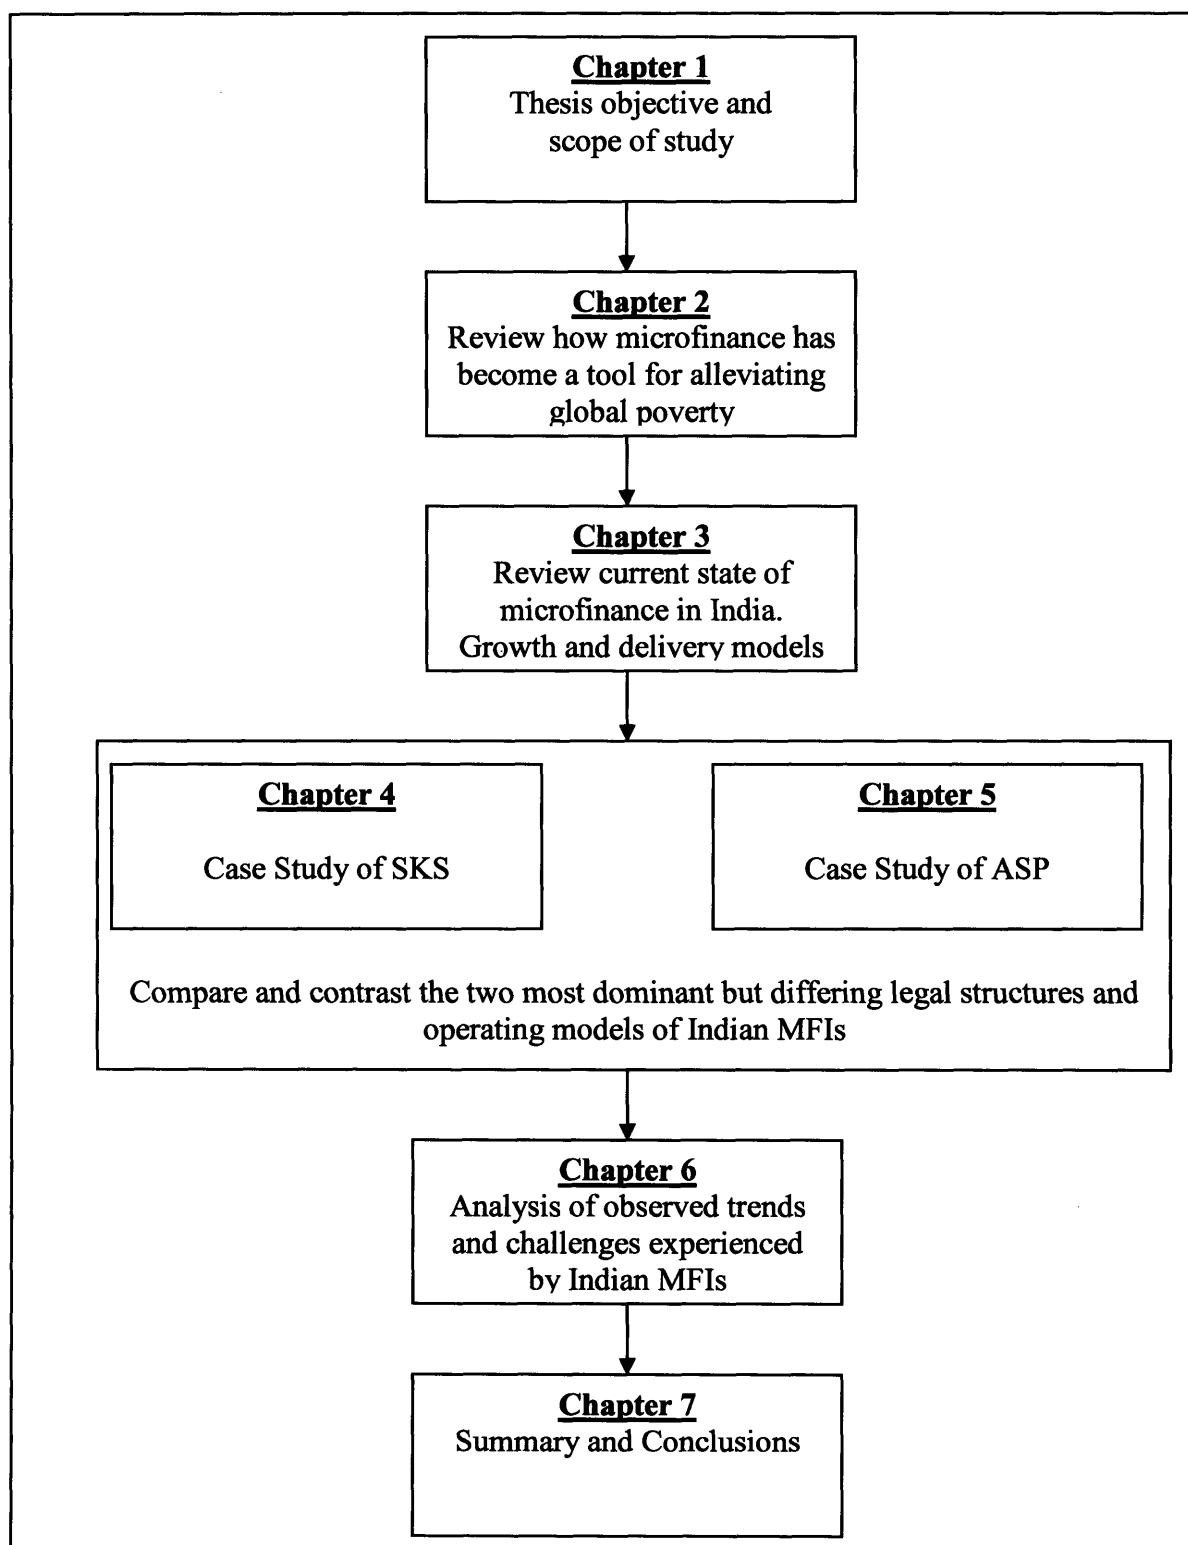 Chapter 1
Thesis objective and
scope of study
Chapter 2
Review how microfinance has
become a tool for alleviating
global poverty
Chapter 3
Review current state of
microfinance in India.
Growth and delivery models
Chapter 4
Case Study of SKS
Chapter 5
Case Study of ASP
Compare and contrast the two most dominant but differing legal structures and
operating models of Indian MFIs
Chapter 6
Analysis of observed trends
and challenges experienced
by Indian MFIs
Chapter 7
Summary and Conclusions